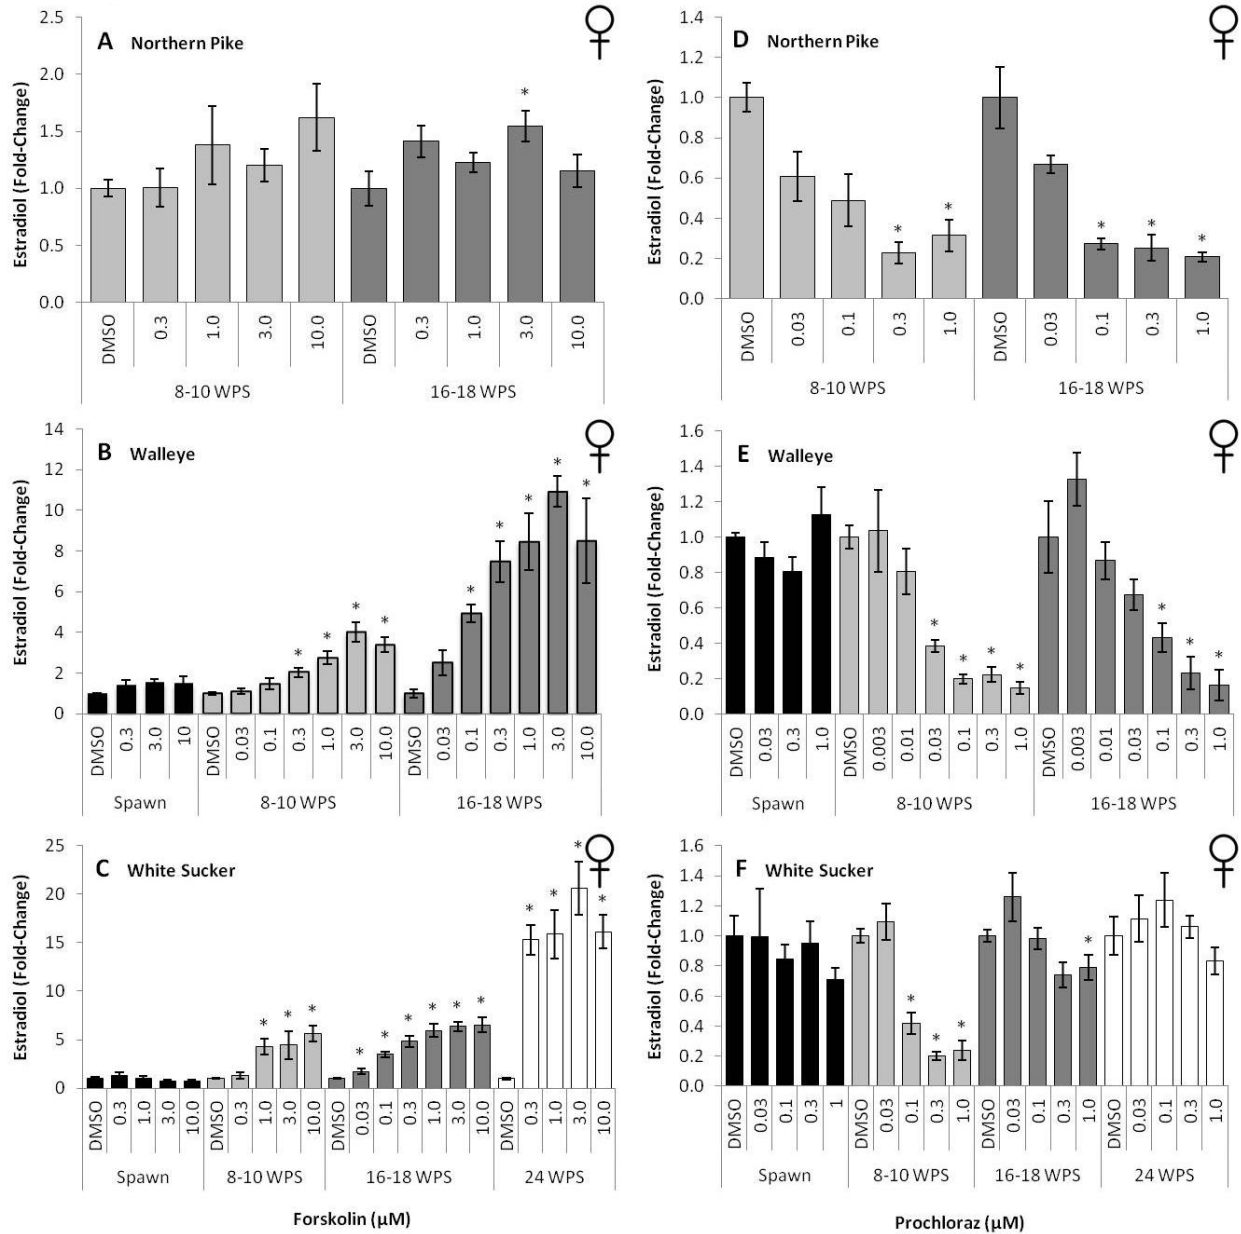 A Northern Pike
Estradiol (Fold-Change)
2.5
2.0
1.5
1.0
0.5
0.0
*
DMSO 0.3 1.0 3.0 10.0 DMSO 0.3 1.0 3.0 10.0
8-10 WPS 16-18 WPS
D Northern Pike
Estradiol (Fold-Change)
1.4
1.2
1.0
0.8
0.6
0.4
0.2
0.0
* * * * *
DMSO 0.03 0.1 0.3 1.0 DMSO 0.03 0.1 0.3 1.0
8-10 WPS 16-18 WPS
B Walleye
Estradiol (Fold-Change)
14
12
10
8
6
4
2
0
* * * * * * * * *
DMSO 0.3 3.0 10 DMSO 0.03 0.1 0.3 1.0 3.0 10.0 DMSO 0.03 0.1 0.3 1.0 3.0 10.0
Spawn 8-10 WPS 16-18 WPS
E Walleye
Estradiol (Fold-Change)
1.6
1.4
1.2
1.0
0.8
0.6
0.4
0.2
0.0
* * * * * * *
DMSO 0.03 0.3 1.0 DMSO 0.003 0.01 0.03 0.1 0.3 1.0 DMSO 0.003 0.01 0.03 0.1 0.3 1.0
Spawn 8-10 WPS 16-18 WPS
C White Sucker
Estradiol (Fold-Change)
25
20
15
10
5
0
* * * * * * * * * * * * *
DMSO 0.3 1.0 3.0 10.0 DMSO 0.3 1.0 3.0 10.0 DMSO 0.03 0.1 0.3 1.0 3.0 10.0 DMSO 0.3 1.0 3.0 10.0
Spawn 8-10 WPS 16-18 WPS 24 WPS
Forskolin (µM)
F White Sucker
Estradiol (Fold-Change)
1.6
1.4
1.2
1.0
0.8
0.6
0.4
0.2
0.0
* * * *
DMSO 0.03 0.1 0.3 1 DMSO 0.03 0.1 0.3 1.0 DMSO 0.03 0.1 0.3 1.0 DMSO 0.03 0.1 0.3 1.0
Spawn 8-10 WPS 16-18 WPS 24 WPS
Prochloraz (µM)